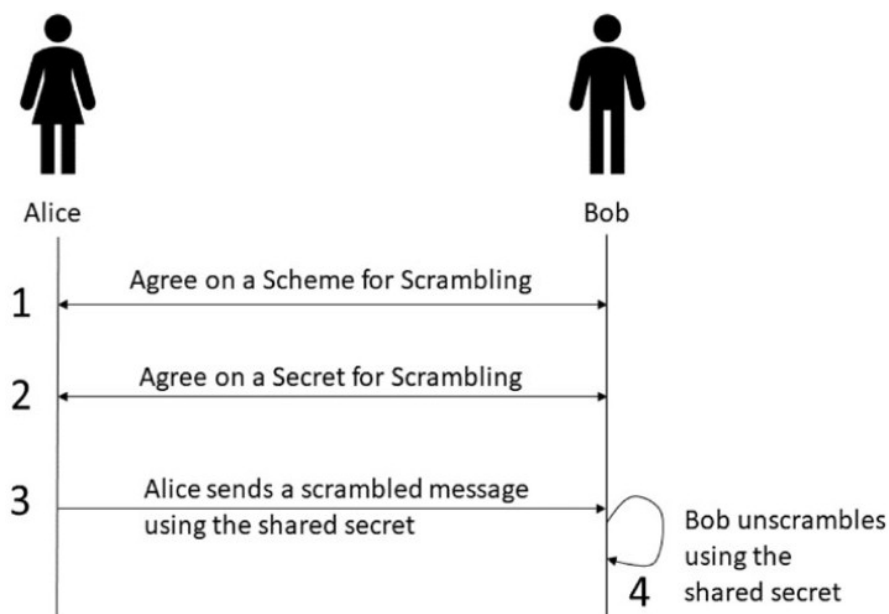 Alice
Bob
1
Agree on a Scheme for Scrambling
2
Agree on a Secret for Scrambling
3
Alice sends a scrambled message
using the shared secret
Bob unscrambles
using the
shared secret
4